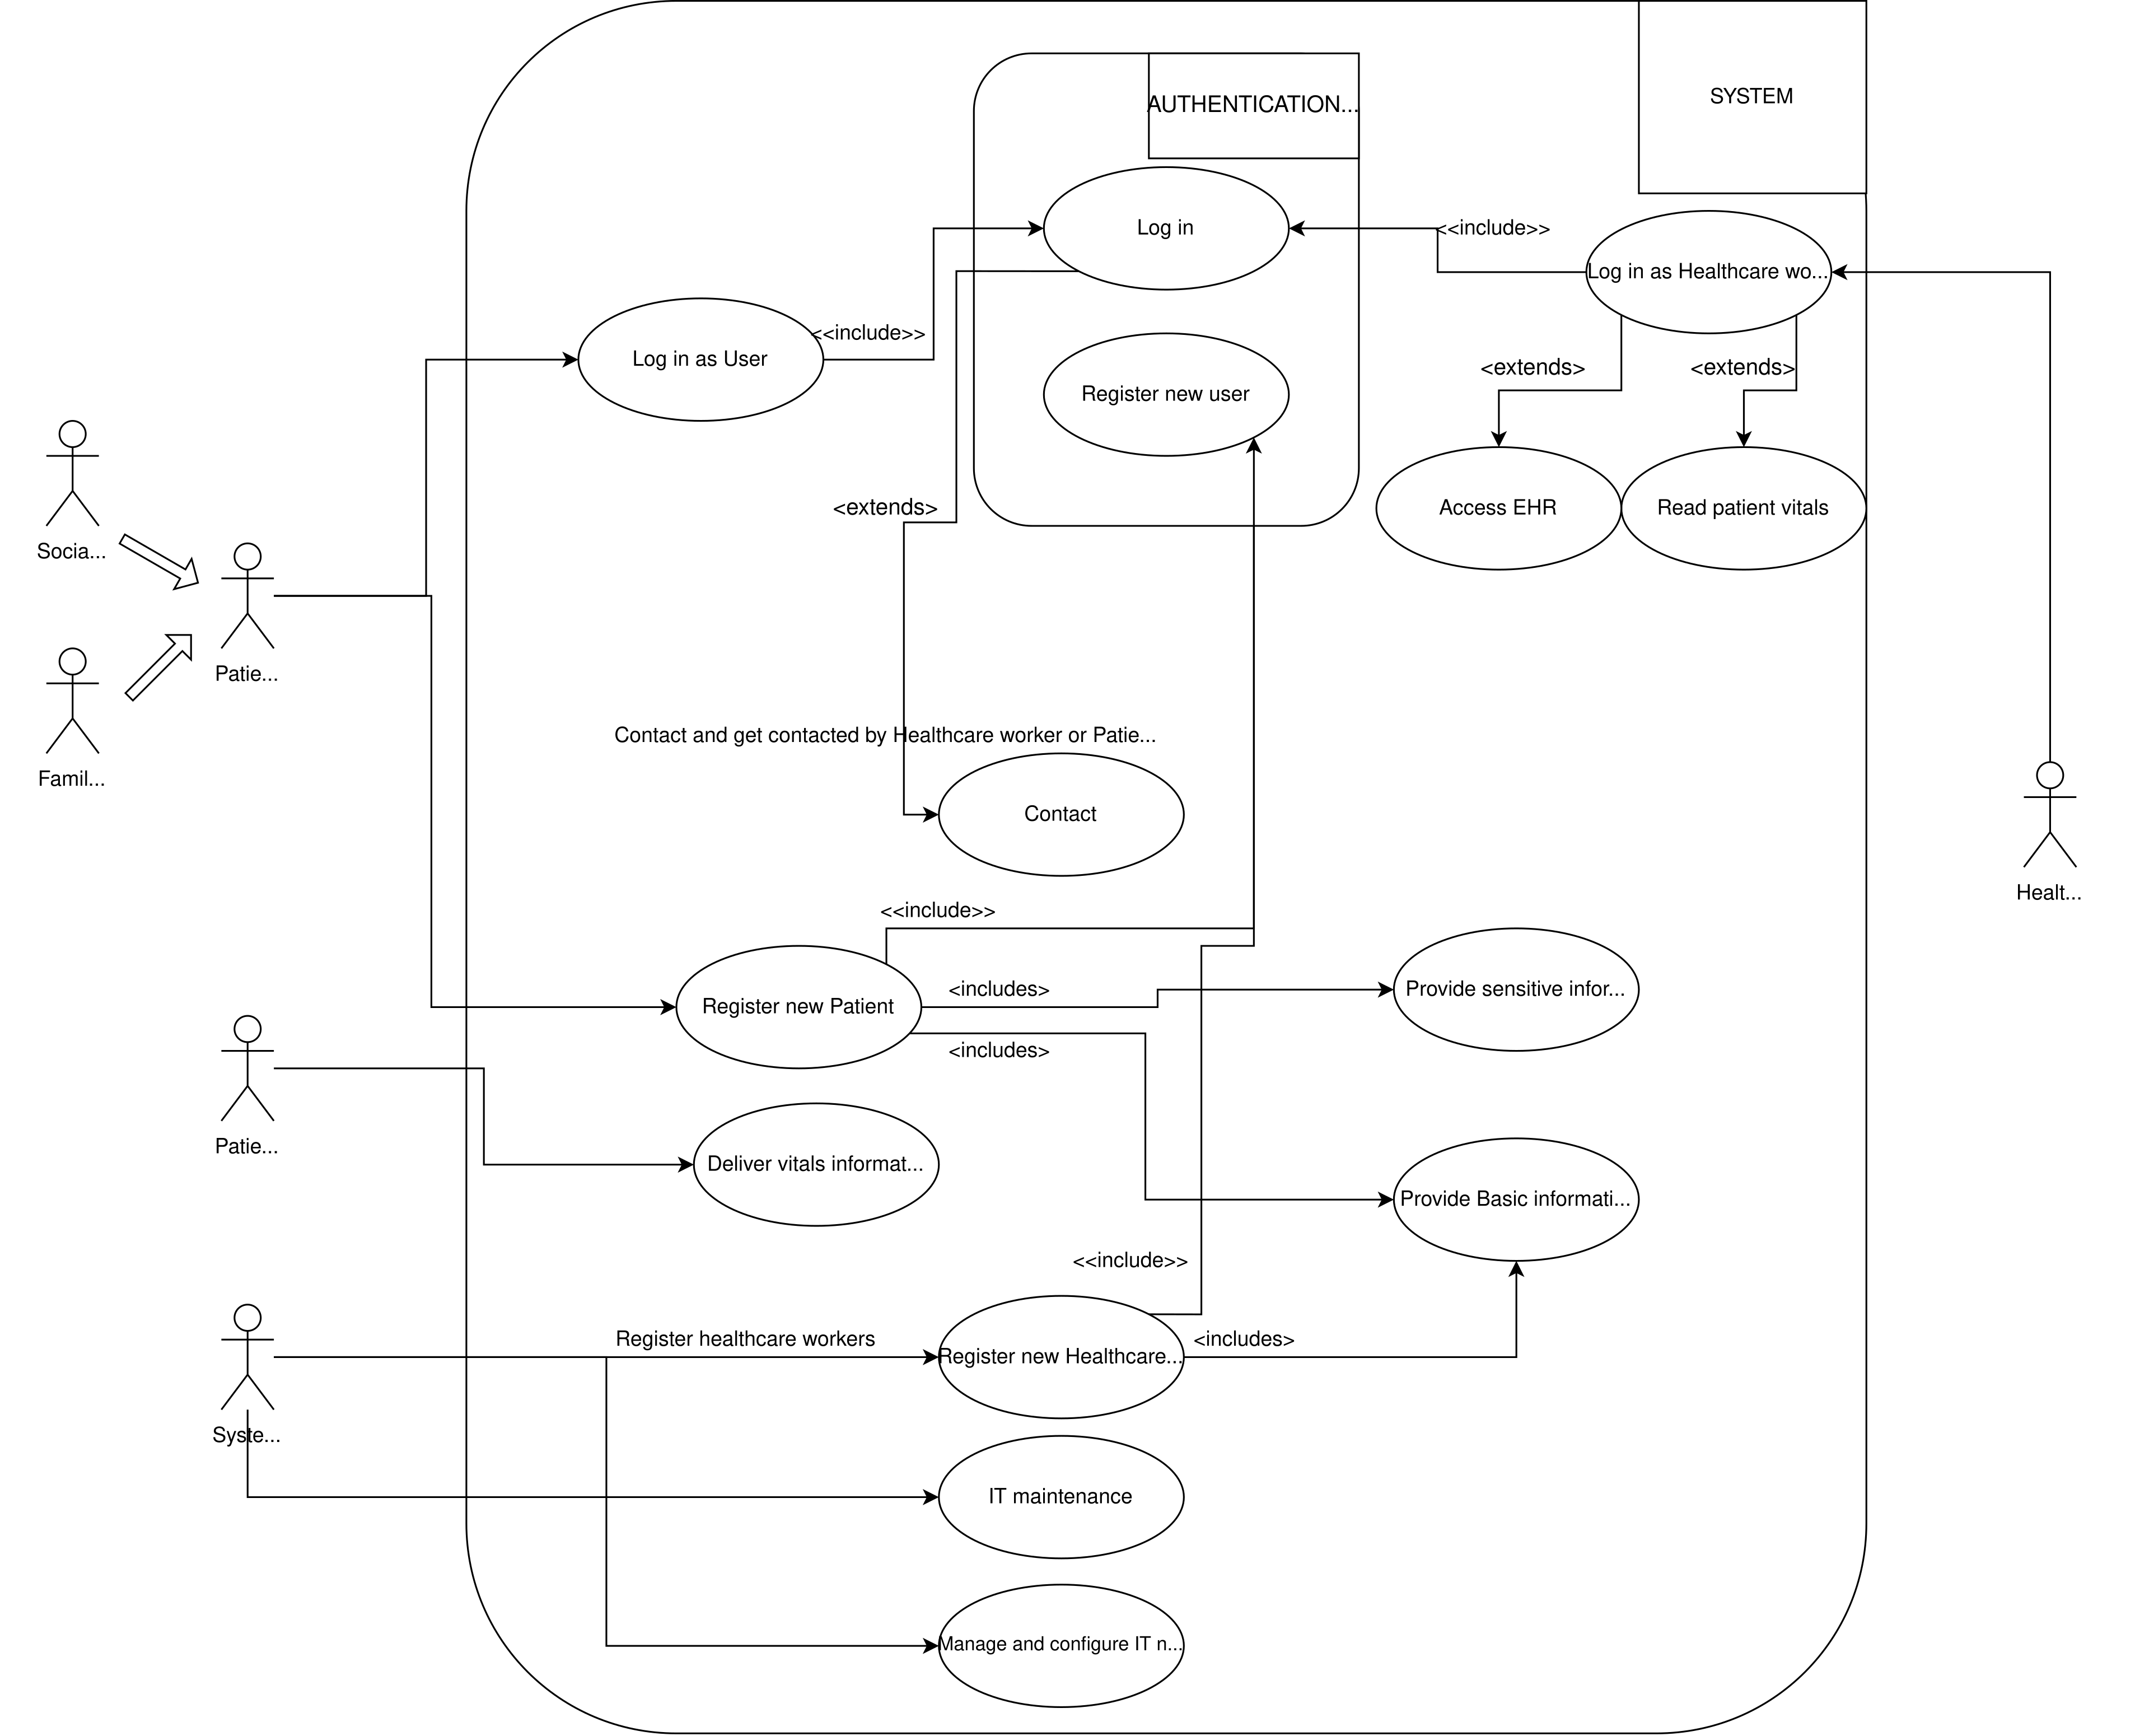 SYSTEM
AUTHENTICATION...
Log in
<<include>>
Log in as Healthcare wo...
<<include>>
Log in as User
<extends>
<extends>
Register new user
<extends>
Access EHR
Read patient vitals
Socia...
Patie...
Contact and get contacted by Healthcare worker or Patie...
Famil...
Contact
Healt...
<<include>>
<includes>
Provide sensitive infor...
Register new Patient
<includes>
Patie...
Deliver vitals informat...
Provide Basic informati...
<<include>>
Register healthcare workers
<includes>
Register new Healthcare...
Syste...
IT maintenance
Manage and configure IT n...